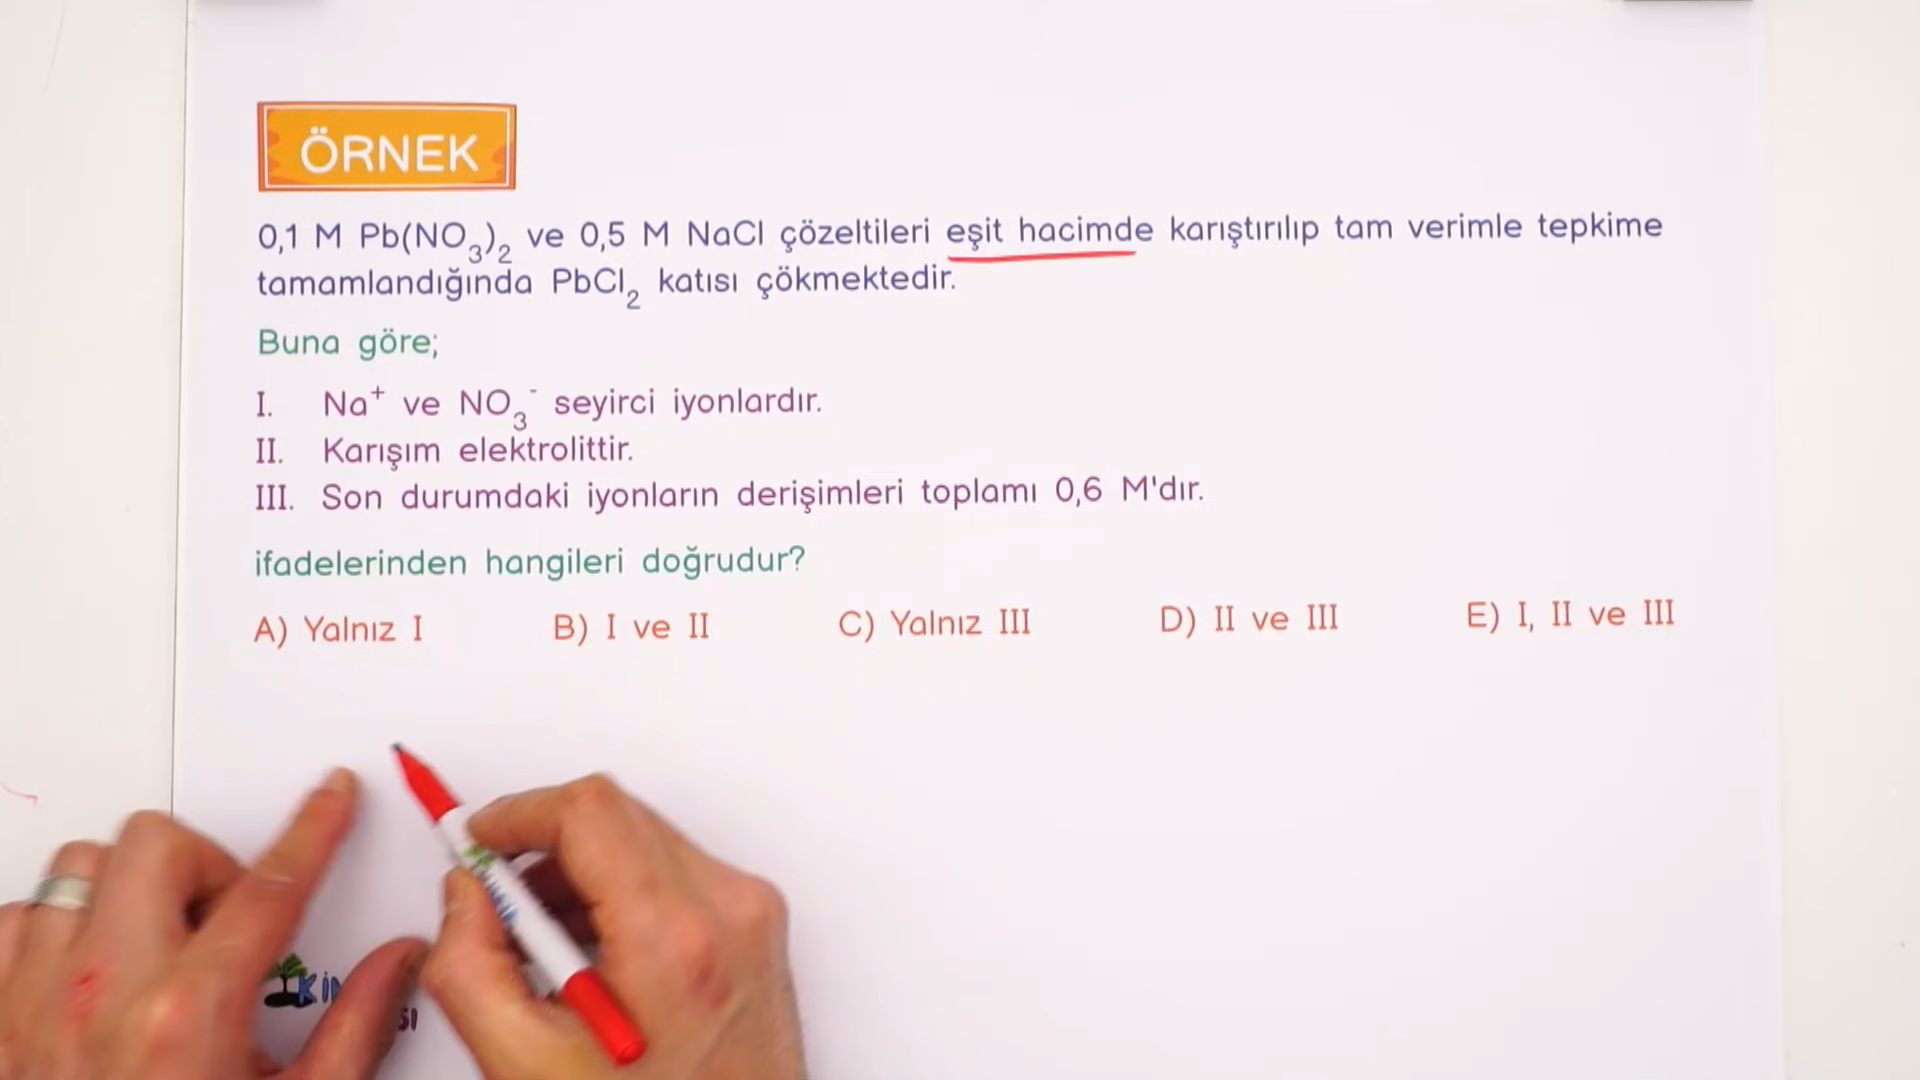 ÖRNEK
0,1 M Pb(NO₃)₂ ve 0,5 M NaCl çözeltileri eşit hacimde karıştırılıp tam verimle tepkime
tamamlandığında PbCl₂ katısı çökmektedir.
Buna göre;
I. Na⁺ ve NO₃⁻ seyirci iyonlardır.
II. Karışım elektrolittir.
III. Son durumdaki iyonların derişimleri toplamı 0,6 M'dır.
ifadelerinden hangileri doğrudur?
A) Yalnız I B) I ve II C) Yalnız III D) II ve III E) I, II ve III